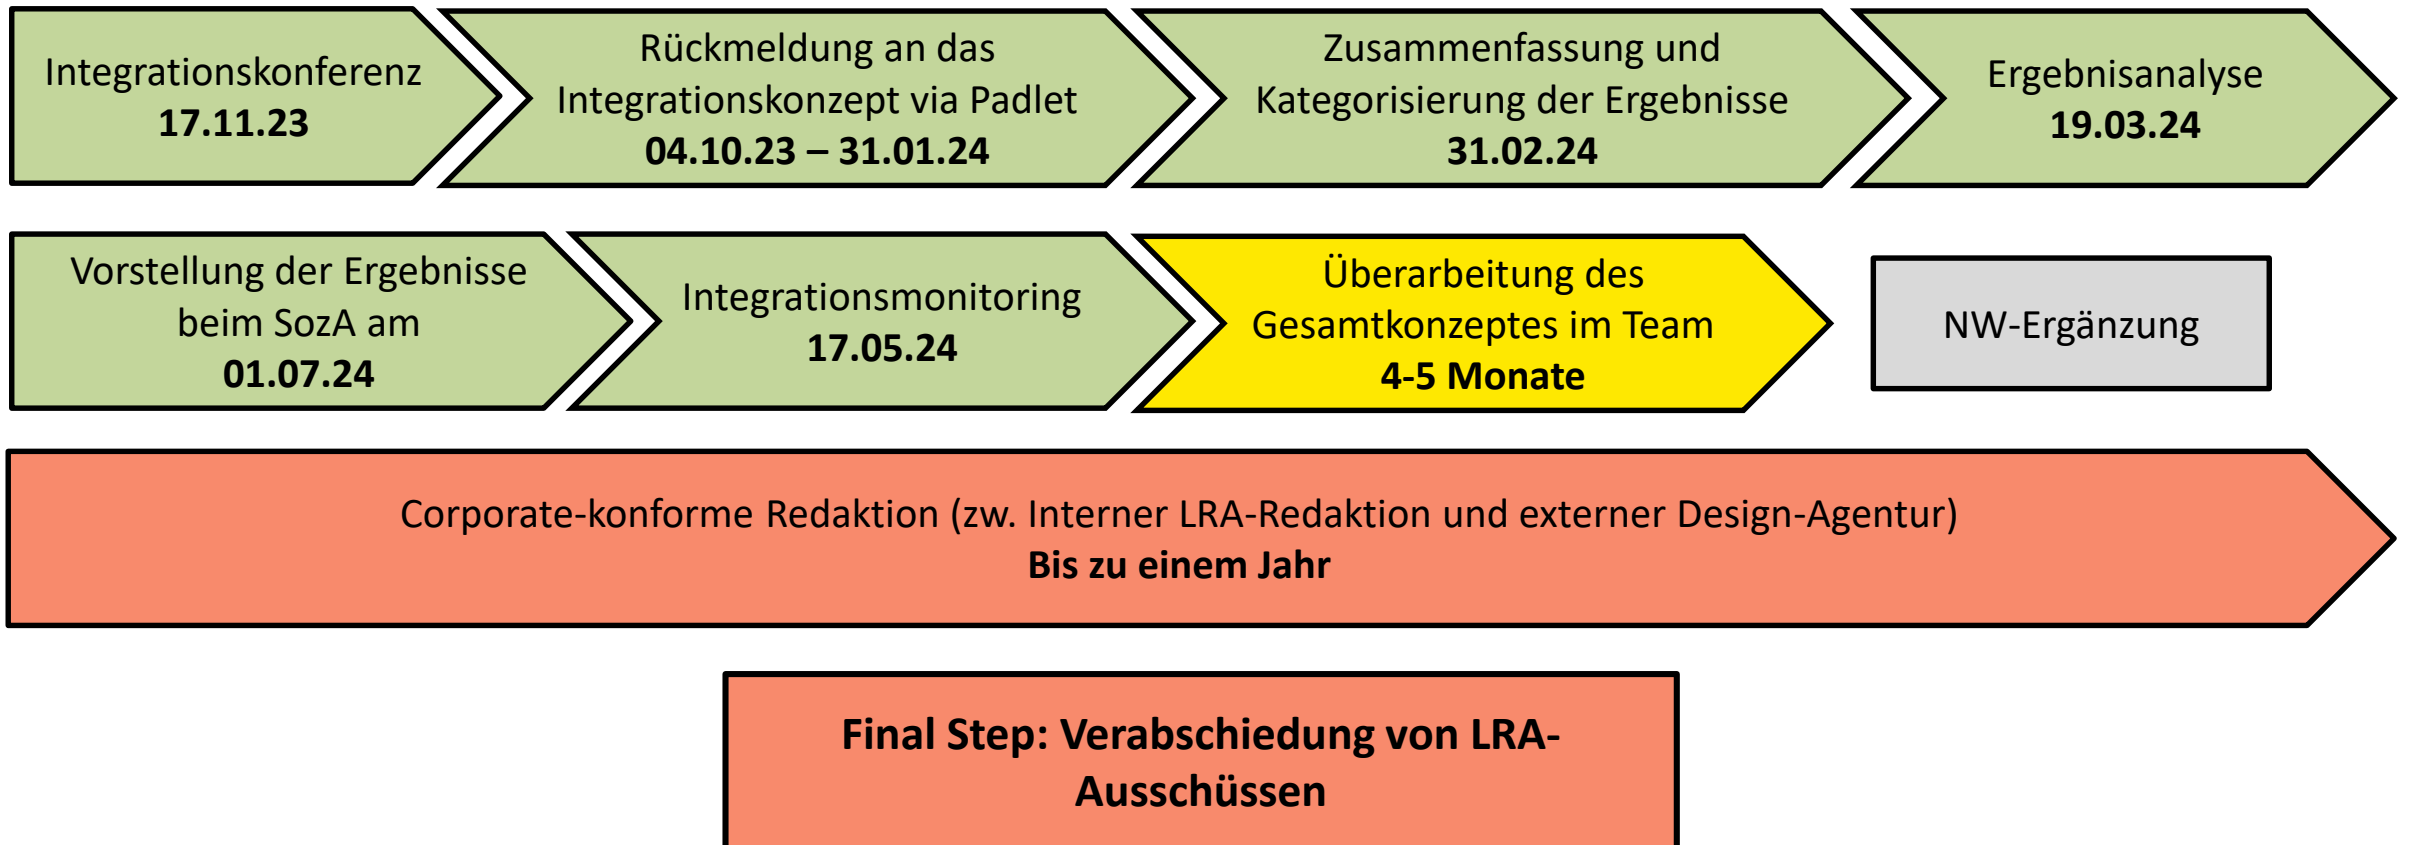 Integrationskonferenz
17.11.23
Rückmeldung an das
Integrationskonzept via Padlet
04.10.23 – 31.01.24
Zusammenfassung und
Kategorisierung der Ergebnisse
31.02.24
Ergebnisanalyse
19.03.24
Vorstellung der Ergebnisse
beim SozA am
01.07.24
Integrationsmonitoring
17.05.24
Überarbeitung des
Gesamtkonzeptes im Team
4-5 Monate
NW-Ergänzung
Corporate-konforme Redaktion (zw. Interner LRA-Redaktion und externer Design-Agentur)
Bis zu einem Jahr
Final Step: Verabschiedung von LRA-
Ausschüssen